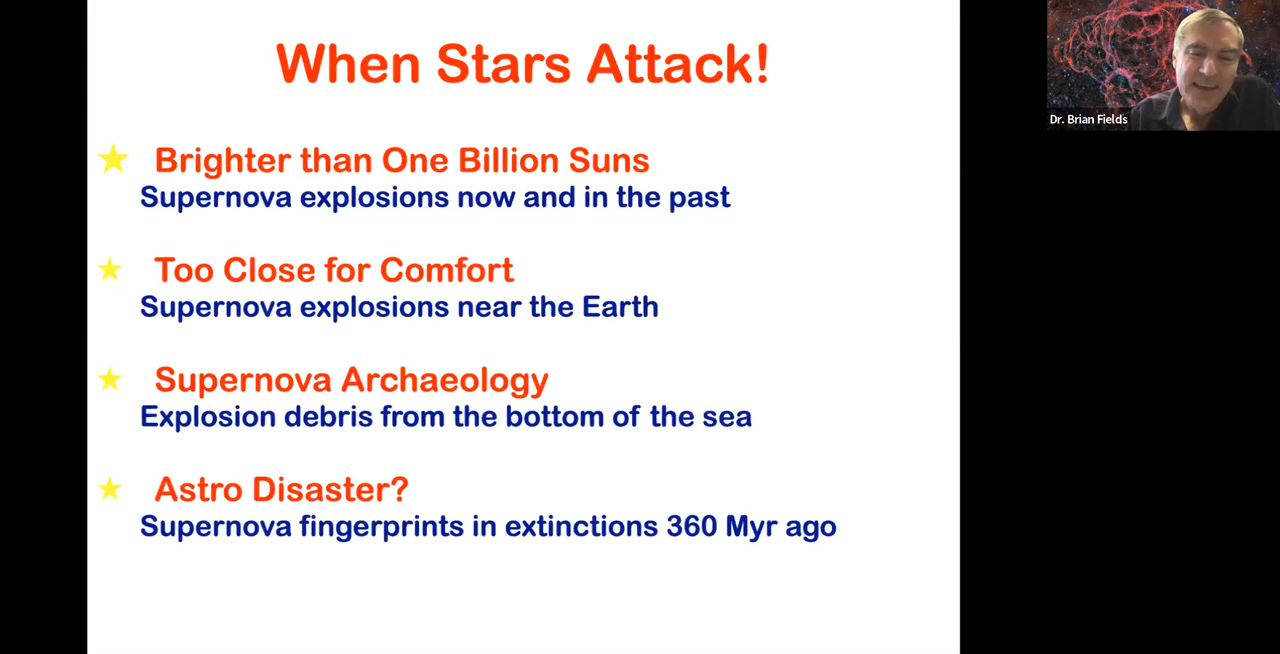 When Stars Attack!
Brighter than One Billion Suns
Supernova explosions now and in the past
Too Close for Comfort
Supernova explosions near the Earth
Supernova Archaeology
Explosion debris from the bottom of the sea
Astro Disaster?
Supernova fingerprints in extinctions 360 Myr ago
Dr. Brian Fields